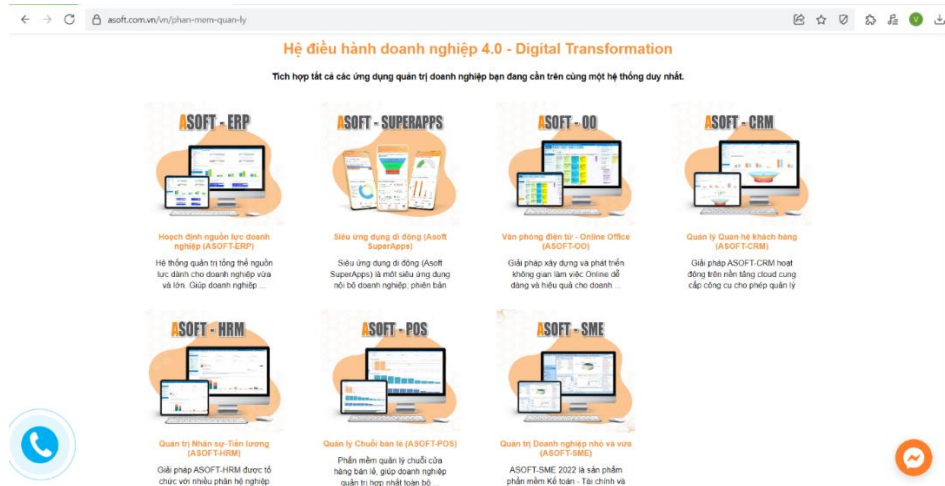 asoft.com.vn/vn/phan-mem-quan-ly
Hệ điều hành doanh nghiệp 4.0 - Digital Transformation
Tích hợp tất cả các ứng dụng quản trị doanh nghiệp bạn đang cần trên cùng một hệ thống duy nhất.
ASOFT - ERP
Hoạch định nguồn lực doanh
nghiệp (ASOFT-ERP)
Hệ thống quản trị tổng thể nguồn
lực dành cho doanh nghiệp vừa
và lớn. Giúp doanh nghiệp ...
ASOFT - SUPERAPPS
Siêu ứng dụng di động (Asoft
SuperApps)
Siêu ứng dụng di động (Asoft
SuperApps) là một siêu ứng dụng
nội bộ doanh nghiệp, phiên bản
ASOFT - OO
Văn phòng điện tử - Online Office
(ASOFT-OO)
Giải pháp xây dựng và phát triển
không gian làm việc Online dễ
dàng và hiệu quả cho doanh ...
ASOFT - CRM
Quản lý Quan hệ khách hàng
(ASOFT-CRM)
Giải pháp ASOFT-CRM hoạt
động trên nền tảng cloud cung
cấp công cụ cho phép quản lý
ASOFT - HRM
Quản trị Nhân sự-Tiền lương
(ASOFT-HRM)
Giải pháp ASOFT-HRM được tổ
chức với nhiều phân hệ nghiệp
ASOFT - POS
Quản lý Chuỗi bán lẻ (ASOFT-POS)
Phần mềm quản lý chuỗi cửa
hàng bán lẻ, giúp doanh nghiệp
quản trị hợp nhất toàn bộ ...
ASOFT - SME
Quản trị Doanh nghiệp nhỏ và vừa
(ASOFT-SME)
ASOFT-SME 2022 là sản phẩm
phần mềm Kế toán - Tài chính và
V